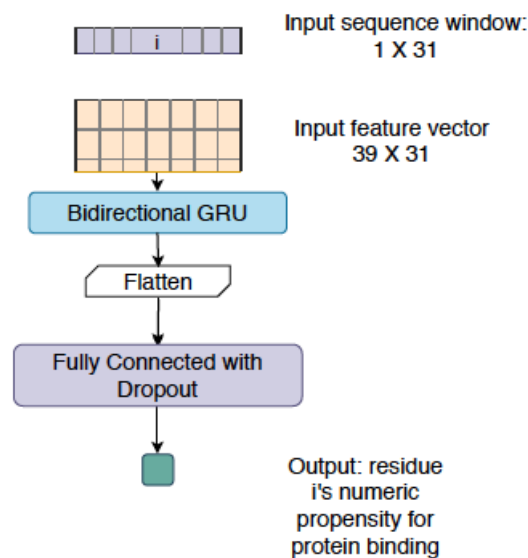 Input sequence window:
1 X 31
i
Input feature vector
39 X 31
Bidirectional GRU
Flatten
Fully Connected with
Dropout
Output: residue
i's numeric
propensity for
protein binding